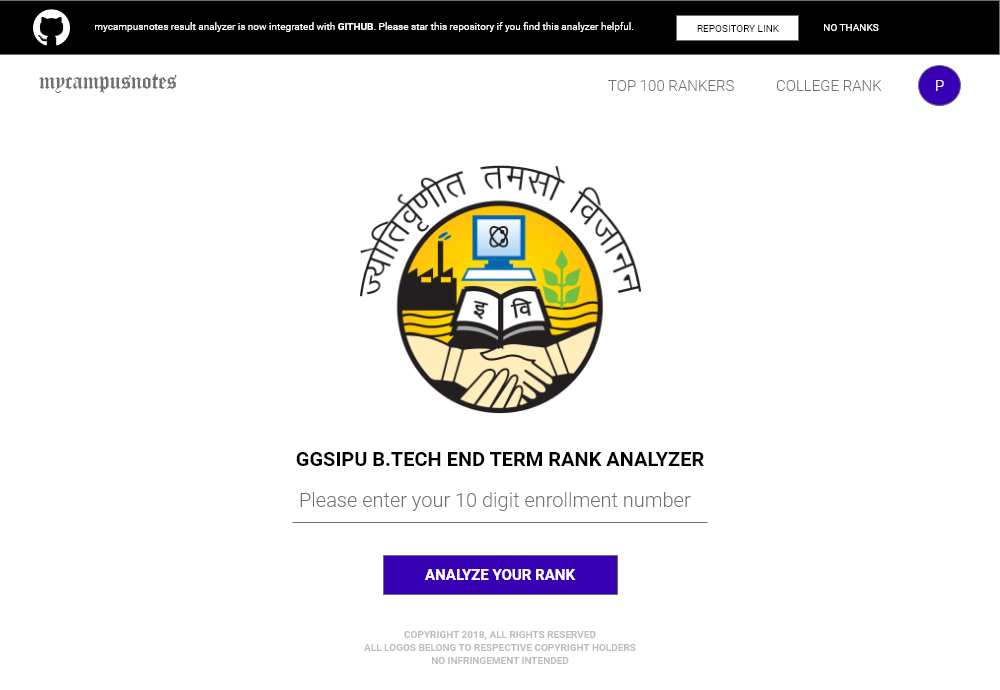 mycampusnotes result analyzer is now integrated with GITHUB. Please star this repository if you find this analyzer helpful.
REPOSITORY LINK
NO THANKS
mycampusnotes
TOP 100 RANKERS
COLLEGE RANK
P
ज्योतिर्वृणीत तमसो विजानन
इ वि
GGSIPU B.TECH END TERM RANK ANALYZER
Please enter your 10 digit enrollment number
ANALYZE YOUR RANK
COPYRIGHT 2018, ALL RIGHTS RESERVED
ALL LOGOS BELONG TO RESPECTIVE COPYRIGHT HOLDERS
NO INFRINGEMENT INTENDED